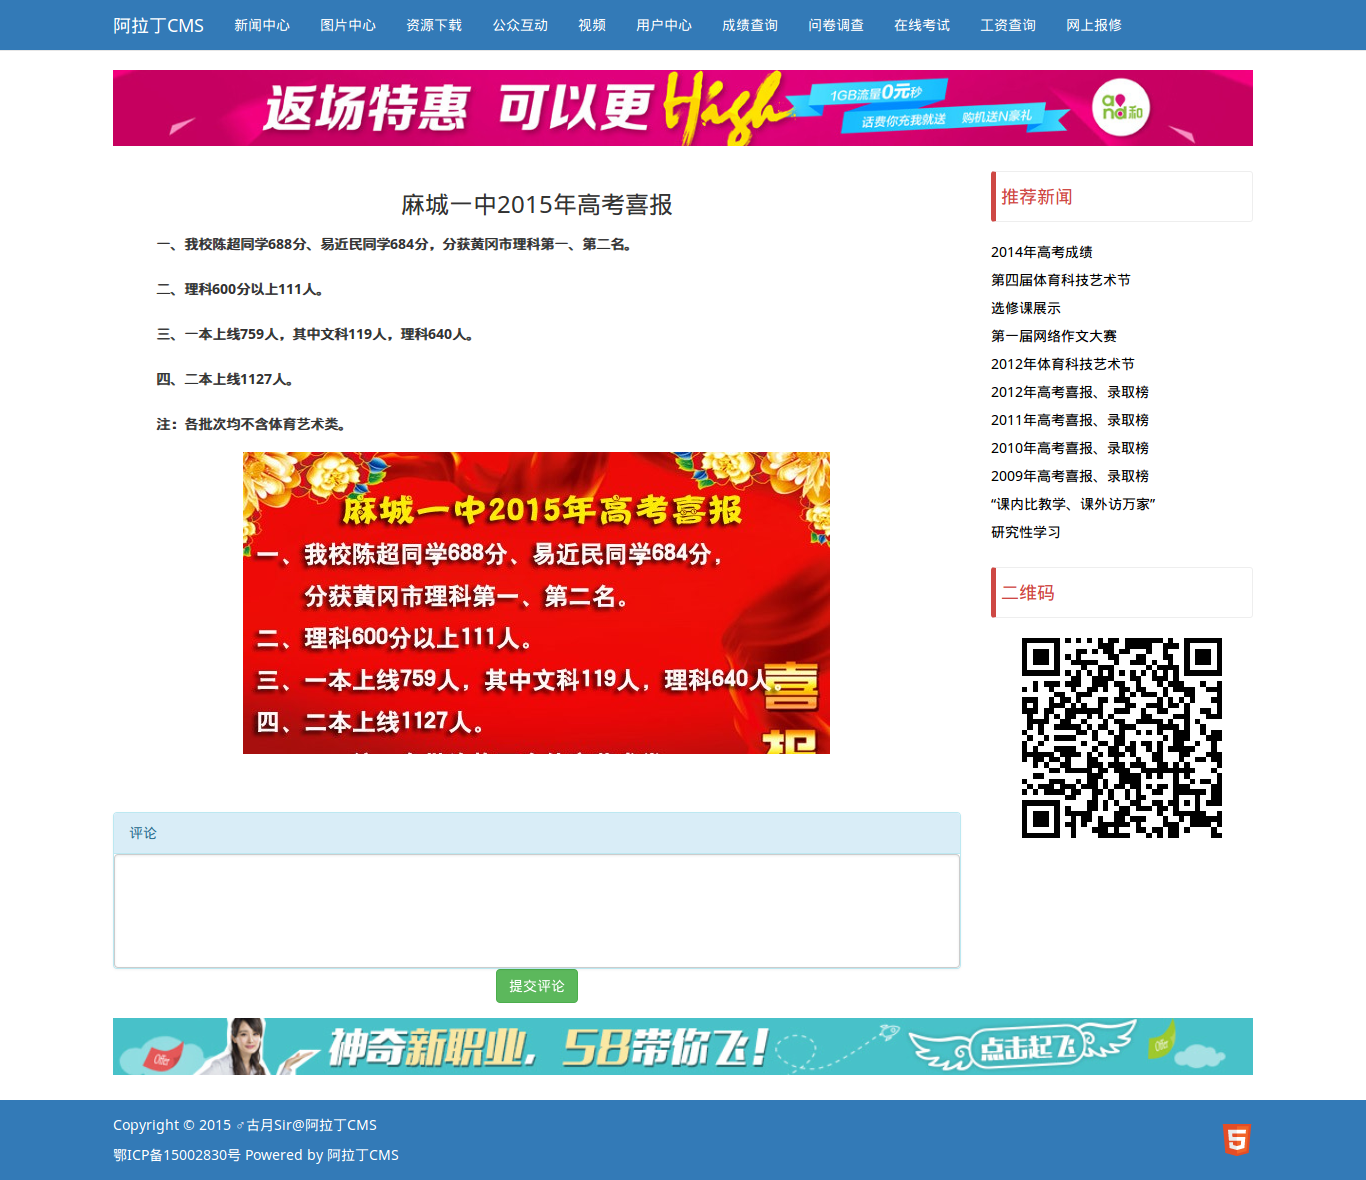 阿拉丁CMS 新闻中心 图片中心 资源下载 公众互动 视频 用户中心 成绩查询 问卷调查 在线考试 工资查询 网上报修
返场特惠 可以更High
1GB流量0元秒
话费你充我就送 购机送N豪礼
and和
麻城一中2015年高考喜报
一、我校陈超同学688分、易近民同学684分，分获黄冈市理科第一、第二名。
二、理科600分以上111人。
三、一本上线759人，其中文科119人，理科640人。
四、二本上线1127人。
注：各批次均不含体育艺术类。
麻城一中2015年高考喜报
一、我校陈超同学688分、易近民同学684分，
分获黄冈市理科第一、第二名。
二、理科600分以上111人。
三、一本上线759人，其中文科119人，理科640人。
四、二本上线1127人。
喜报
评论
提交评论
推荐新闻
2014年高考成绩
第四届体育科技艺术节
选修课展示
第一届网络作文大赛
2012年体育科技艺术节
2012年高考喜报、录取榜
2011年高考喜报、录取榜
2010年高考喜报、录取榜
2009年高考喜报、录取榜
“课内比教学、课外访万家”
研究性学习
二维码
Offer
神奇新职业，58带你飞！
点击起飞
Offer
Copyright © 2015 ♂古月Sir@阿拉丁CMS
鄂ICP备15002830号 Powered by 阿拉丁CMS
5